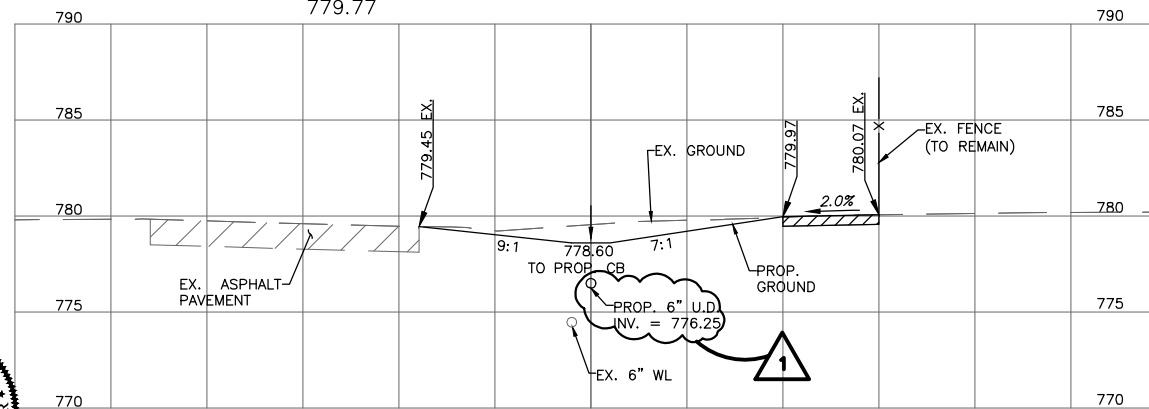 779.77
790
790
785
785
779.45 EX.
779.97
780.07 EX.
X
EX. FENCE
(TO REMAIN)
EX. GROUND
2.0%
780
780
9:1
778.60
7:1
TO PROP. CB
EX. ASPHALT
PAVEMENT
PROP.
GROUND
PROP. 6" U.D.
INV. = 776.25
775
775
1
EX. 6" WL
770
770